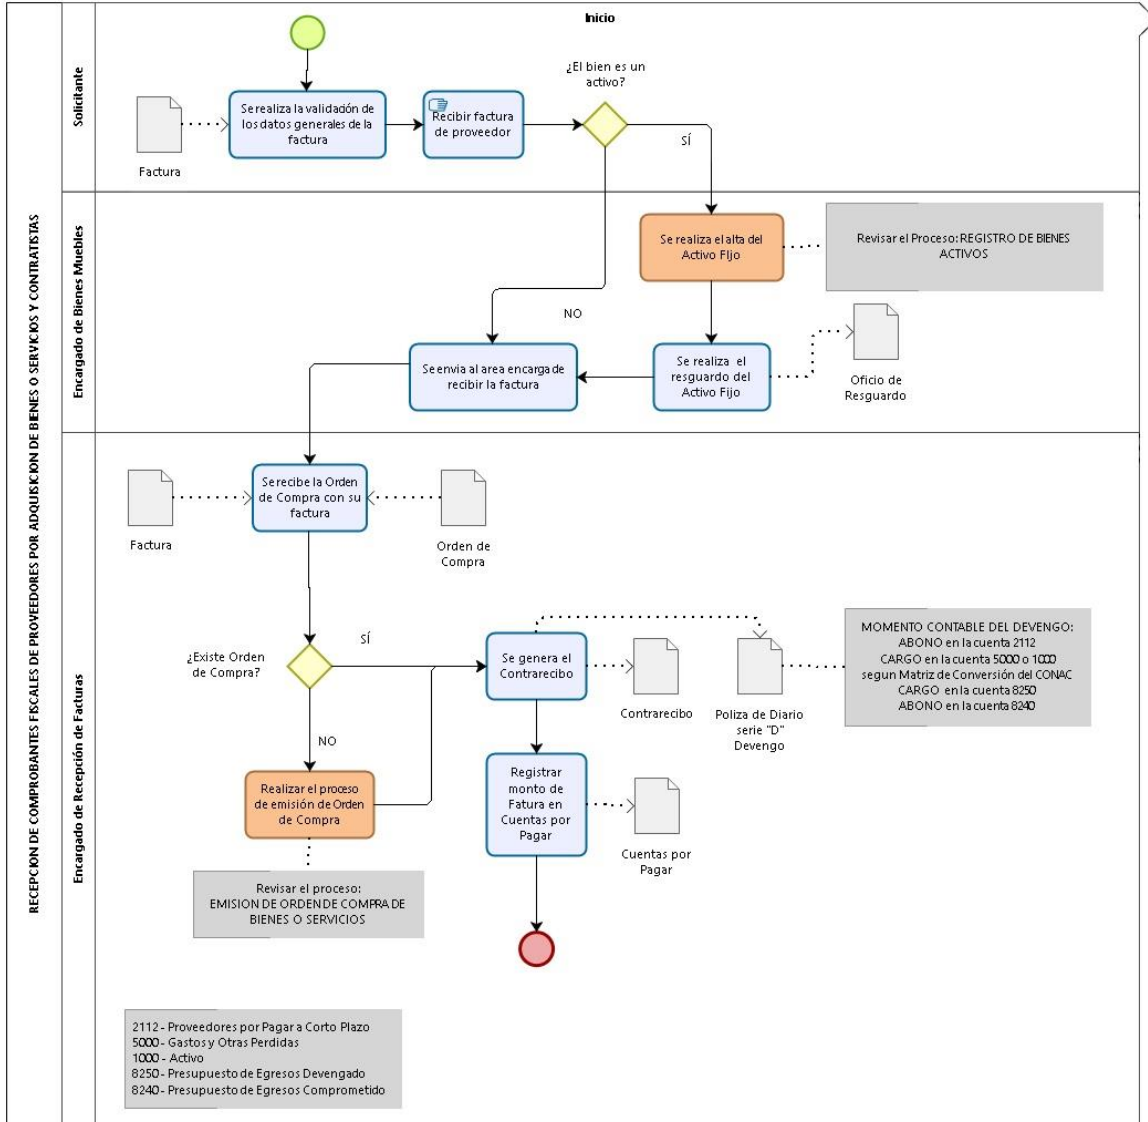 RECEPCION DE COMPROBANTES FISCALES DE PROVEEDORES POR ADQUISICION DE BIENES O SERVICIOS Y CONTRATISTAS
Inicio
Solicitante
¿El bien es un
activo?
Factura
Se realiza la validación de
los datos generales de la
factura
Recibir factura
de proveedor
SÍ
NO
Encargado de Bienes Muebles
Se realiza el alta del
Activo FIjo
Revisar el Proceso: REGISTRO DE BIENES
ACTIVOS
Se envia al area encarga de
recibir la factura
Se realiza el
resguardo del
Activo Fijo
Oficio de
Resguardo
Encargado de Recepción de Facturas
Factura
Se recibe la Orden
de Compra con su
factura
Orden de
Compra
¿Existe Orden
de Compra?
SÍ
NO
Se genera el
Contrarecibo
Contrarecibo
Poliza de Diario
serie "D"
Devengo
MOMENTO CONTABLE DEL DEVENGO:
ABONO en la cuenta 2112
CARGO en la cuenta 5000 o 1000
segun Matriz de Conversión del CONAC
CARGO en la cuenta 8250
ABONO en la cuenta 8240
Realizar el proceso
de emisión de Orden
de Compra
Registrar
monto de
Fatura en
Cuentas por
Pagar
Cuentas por
Pagar
Revisar el proceso:
EMISION DE ORDEN DE COMPRA DE
BIENES O SERVICIOS
2112 - Proveedores por Pagar a Corto Plazo
5000 - Gastos y Otras Perdidas
1000 - Activo
8250 - Presupuesto de Egresos Devengado
8240 - Presupuesto de Egresos Comprometido